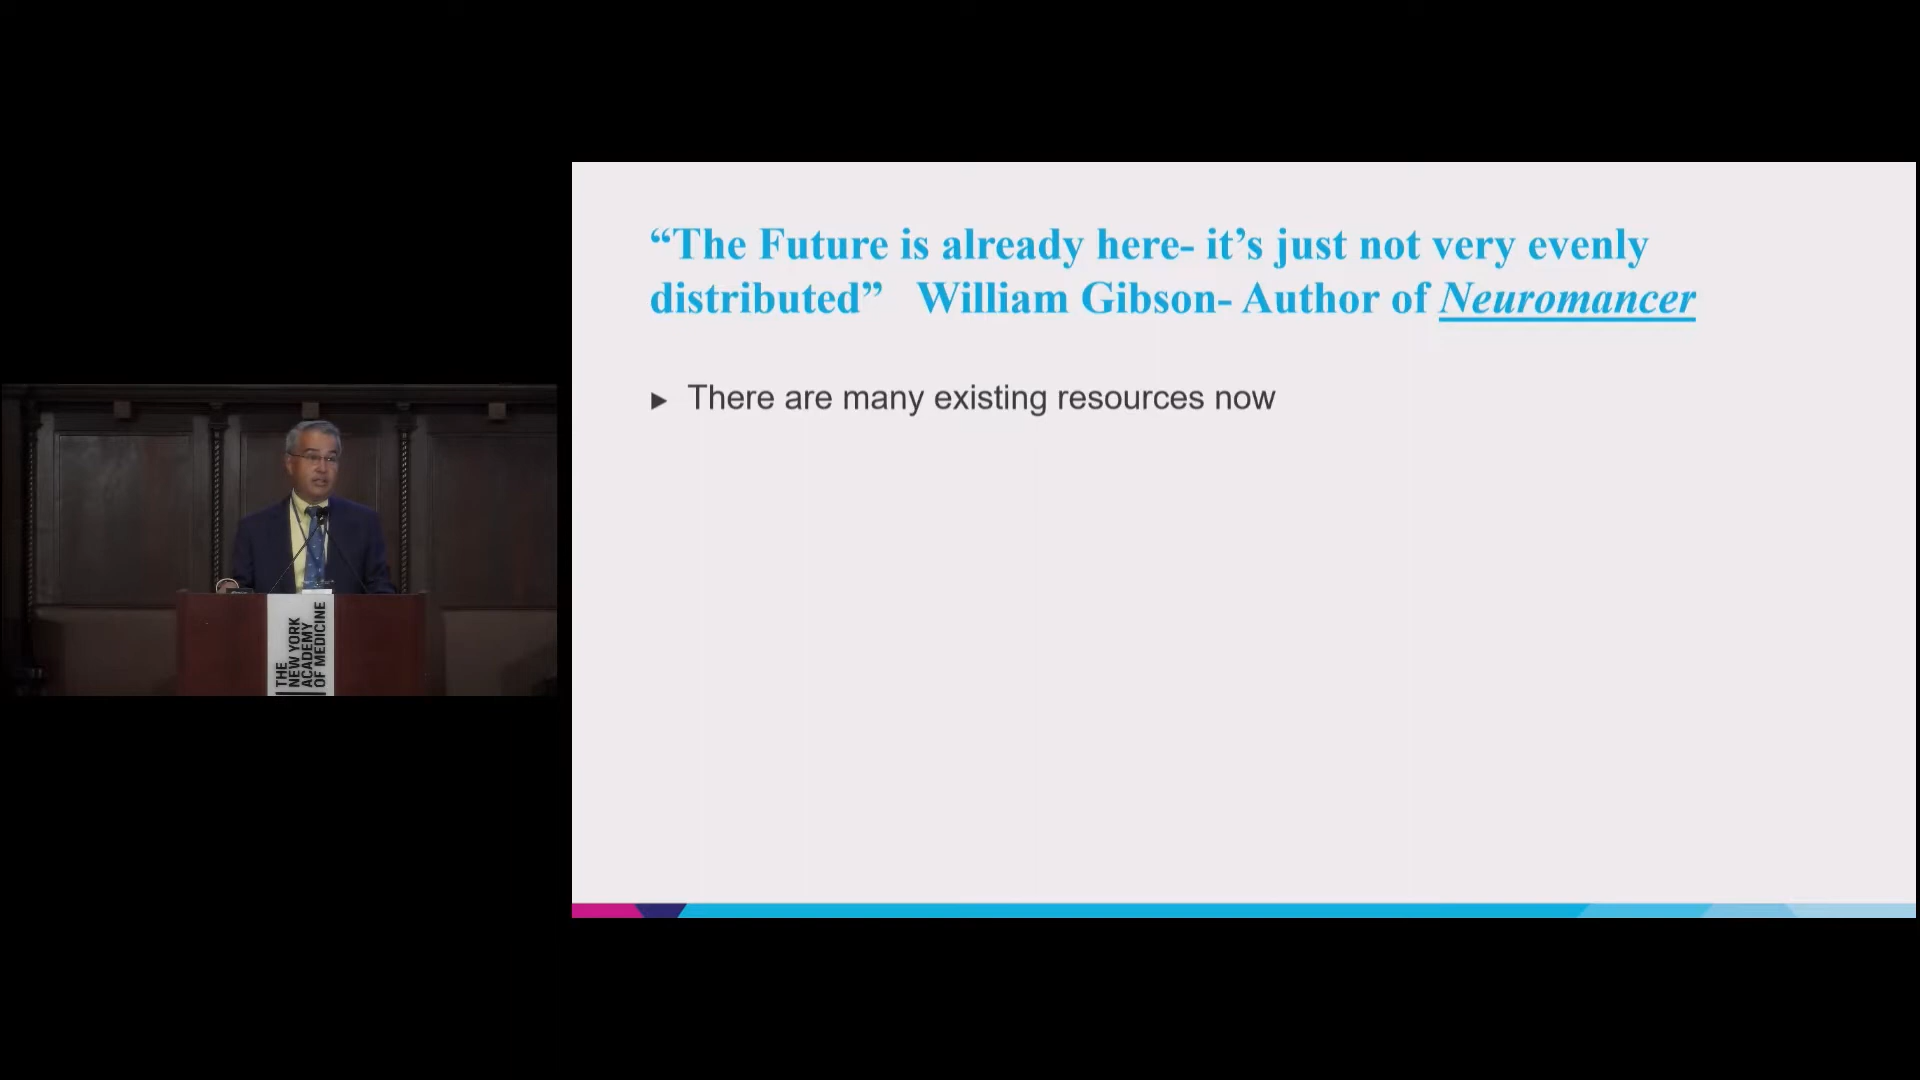 “The Future is already here- it’s just not very evenly
distributed”   William Gibson- Author of Neuromancer
► There are many existing resources now
THE
NEW YORK
ACADEMY
OF MEDICINE